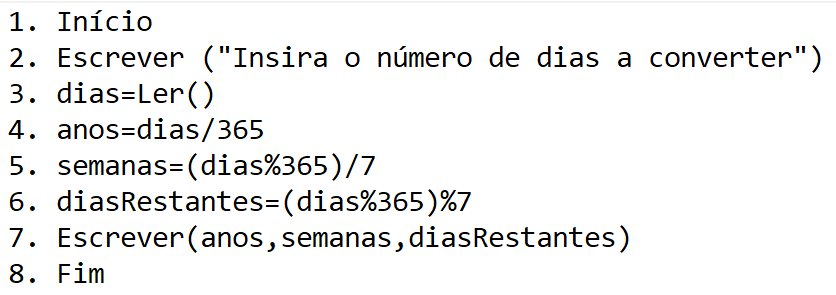 1. Início
2. Escrever ("Insira o número de dias a converter")
3. dias=Ler()
4. anos=dias/365
5. semanas=(dias%365)/7
6. diasRestantes=(dias%365)%7
7. Escrever(anos,semanas,diasRestantes)
8. Fim